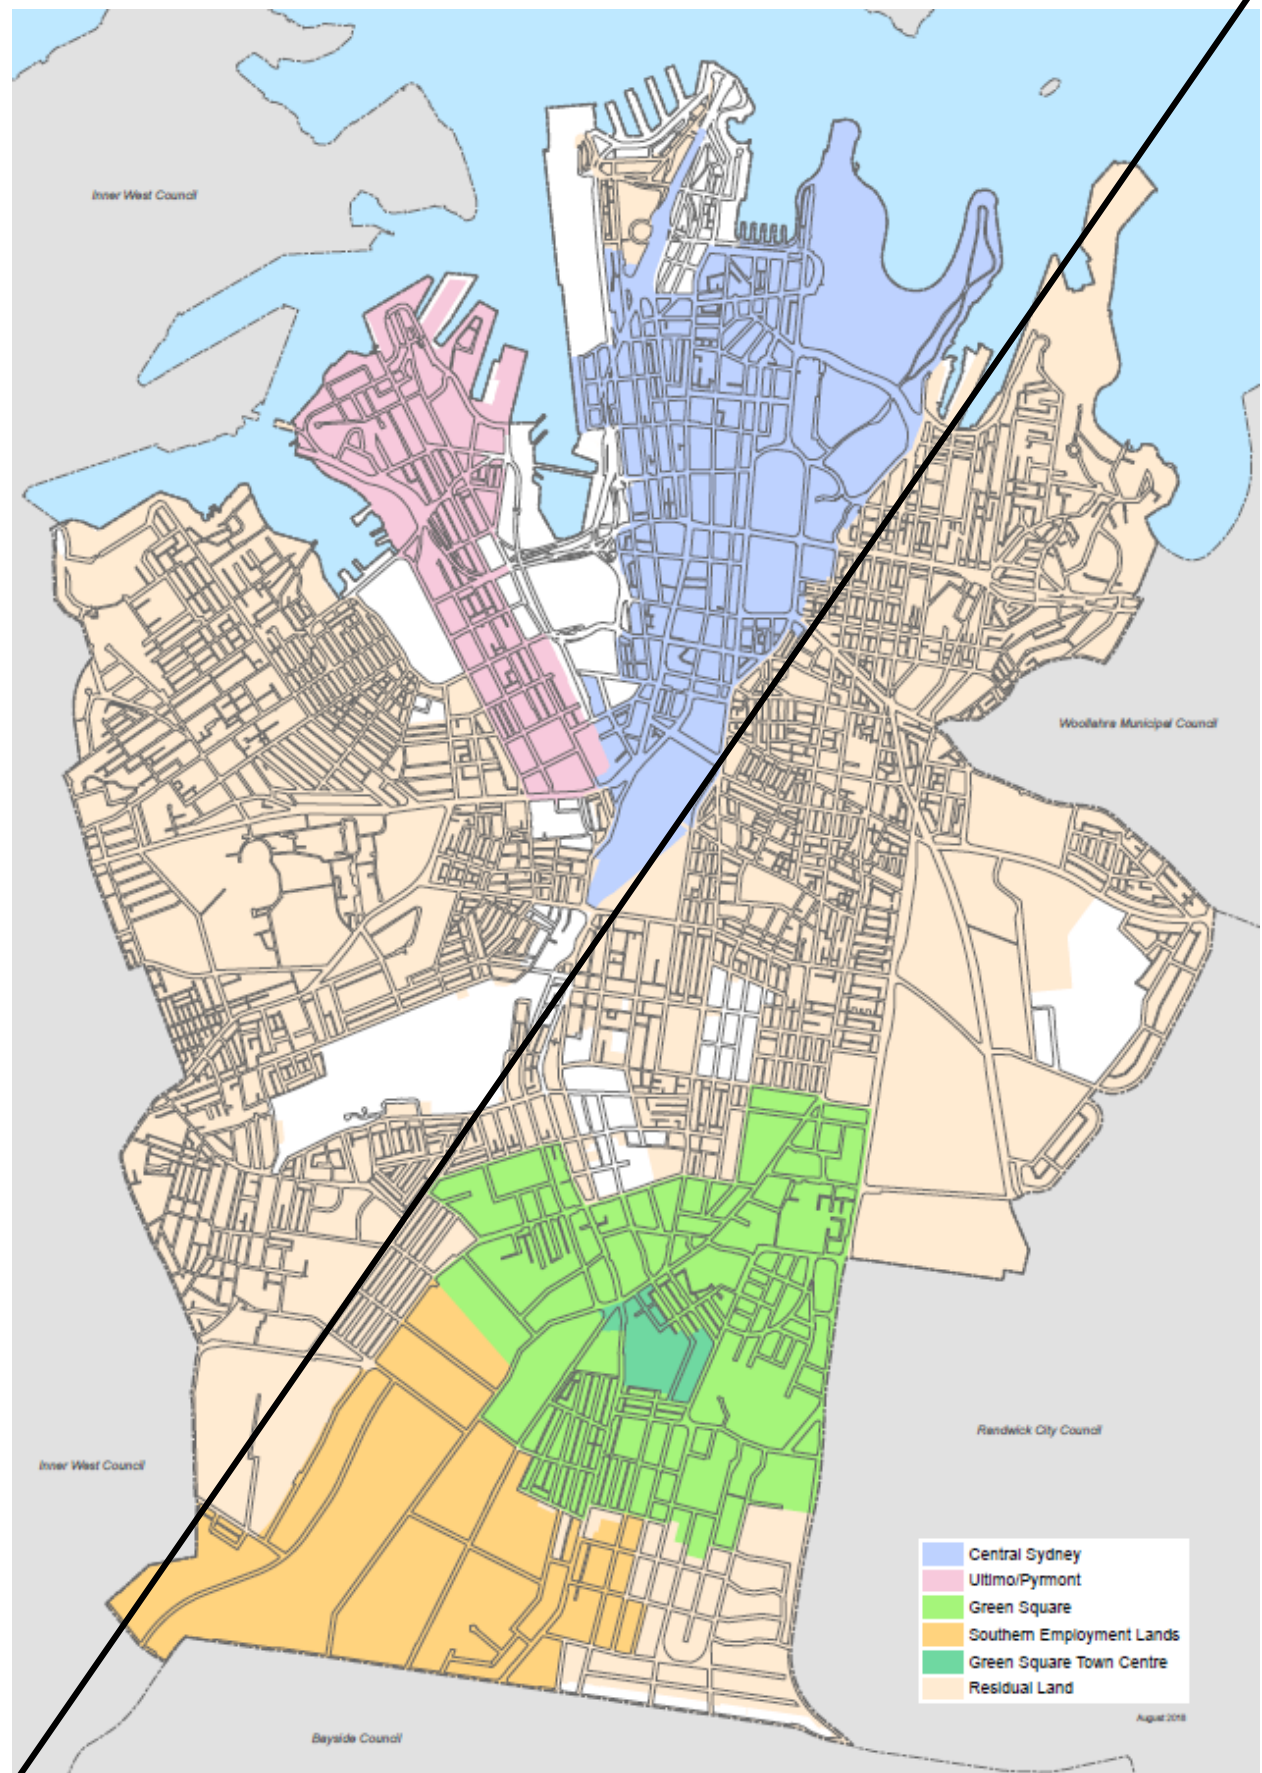 Inner West Council
Woollahra Municipal Council
Randwick City Council
Inner West Council
Central Sydney
Ultimo/Pyrmont
Green Square
Southern Employment Lands
Green Square Town Centre
Residual Land
August 2018
Bayside Council